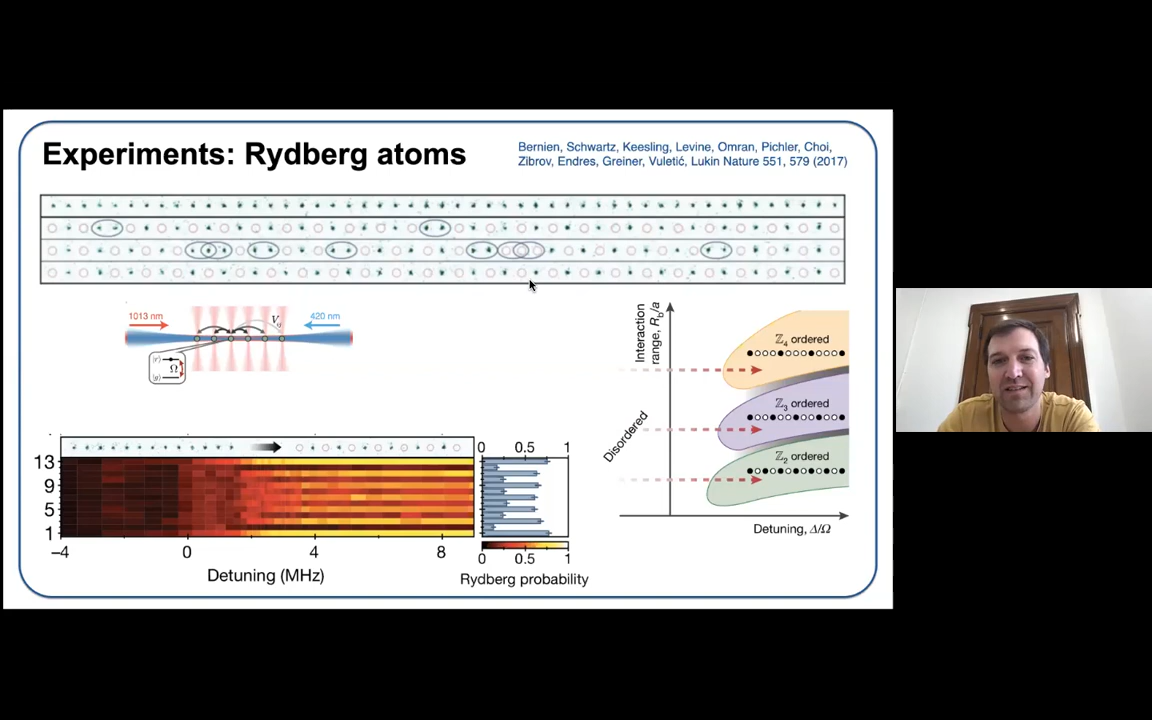 Experiments: Rydberg atoms
Bernien, Schwartz, Keesling, Levine, Omran, Pichler, Choi,
Zibrov, Endres, Greiner, Vuletić, Lukin Nature 551, 579 (2017)
1013 nm
V
420 nm
|r⟩
Ω
|g⟩
Interaction
range, R_b/a
ℤ4 ordered
ℤ3 ordered
Disordered
ℤ2 ordered
Detuning, Δ/Ω
0 0.5 1
13
9
5
1
−4 0 4 8
Detuning (MHz)
0 0.5 1
Rydberg probability